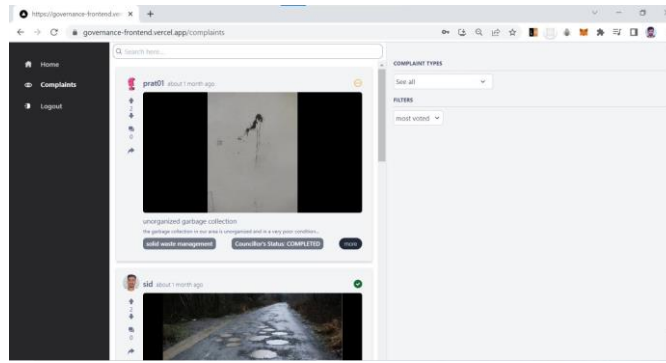 https://governance-frontend.ver
governance-frontend.vercel.app/complaints
Home
Complaints
Logout
Search here...
prat01 about 1 month ago
2
0
unorganized garbage collection
the garbage collection in our area is unorganized and in a very poor condition...
solid waste management
Councillor's Status: COMPLETED
more
sid about 1 month ago
2
0
COMPLAINT TYPES
See all
FILTERS
most voted